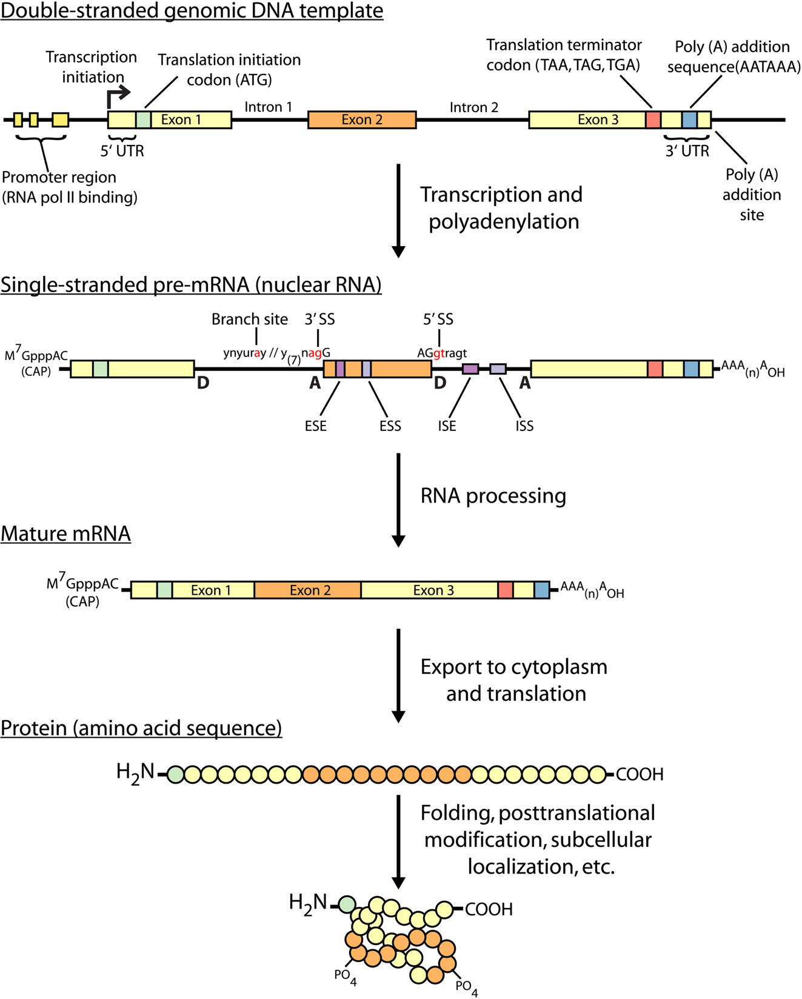 Double-stranded genomic DNA template
Transcription
initiation
Translation initiation
codon (ATG)
Translation terminator
codon (TAA, TAG, TGA)
Poly (A) addition
sequence(AATAAA)
Exon 1
Intron 1
Exon 2
Intron 2
Exon 3
5‘ UTR
3‘ UTR
Promoter region
(RNA pol II binding)
Poly (A)
addition
site
Transcription and
polyadenylation
Single-stranded pre-mRNA (nuclear RNA)
Branch site
3’ SS
5’ SS
M7GpppAC
(CAP)
ynyuray // y(7)nagG
AGgtragt
AAA(n)AOH
D
A
D
A
ESE
ESS
ISE
ISS
RNA processing
Mature mRNA
M7GpppAC
(CAP)
Exon 1
Exon 2
Exon 3
AAA(n)AOH
Export to cytoplasm
and translation
Protein (amino acid sequence)
H2N
COOH
Folding, posttranslational
modification, subcellular
localization, etc.
H2N
COOH
PO4
PO4